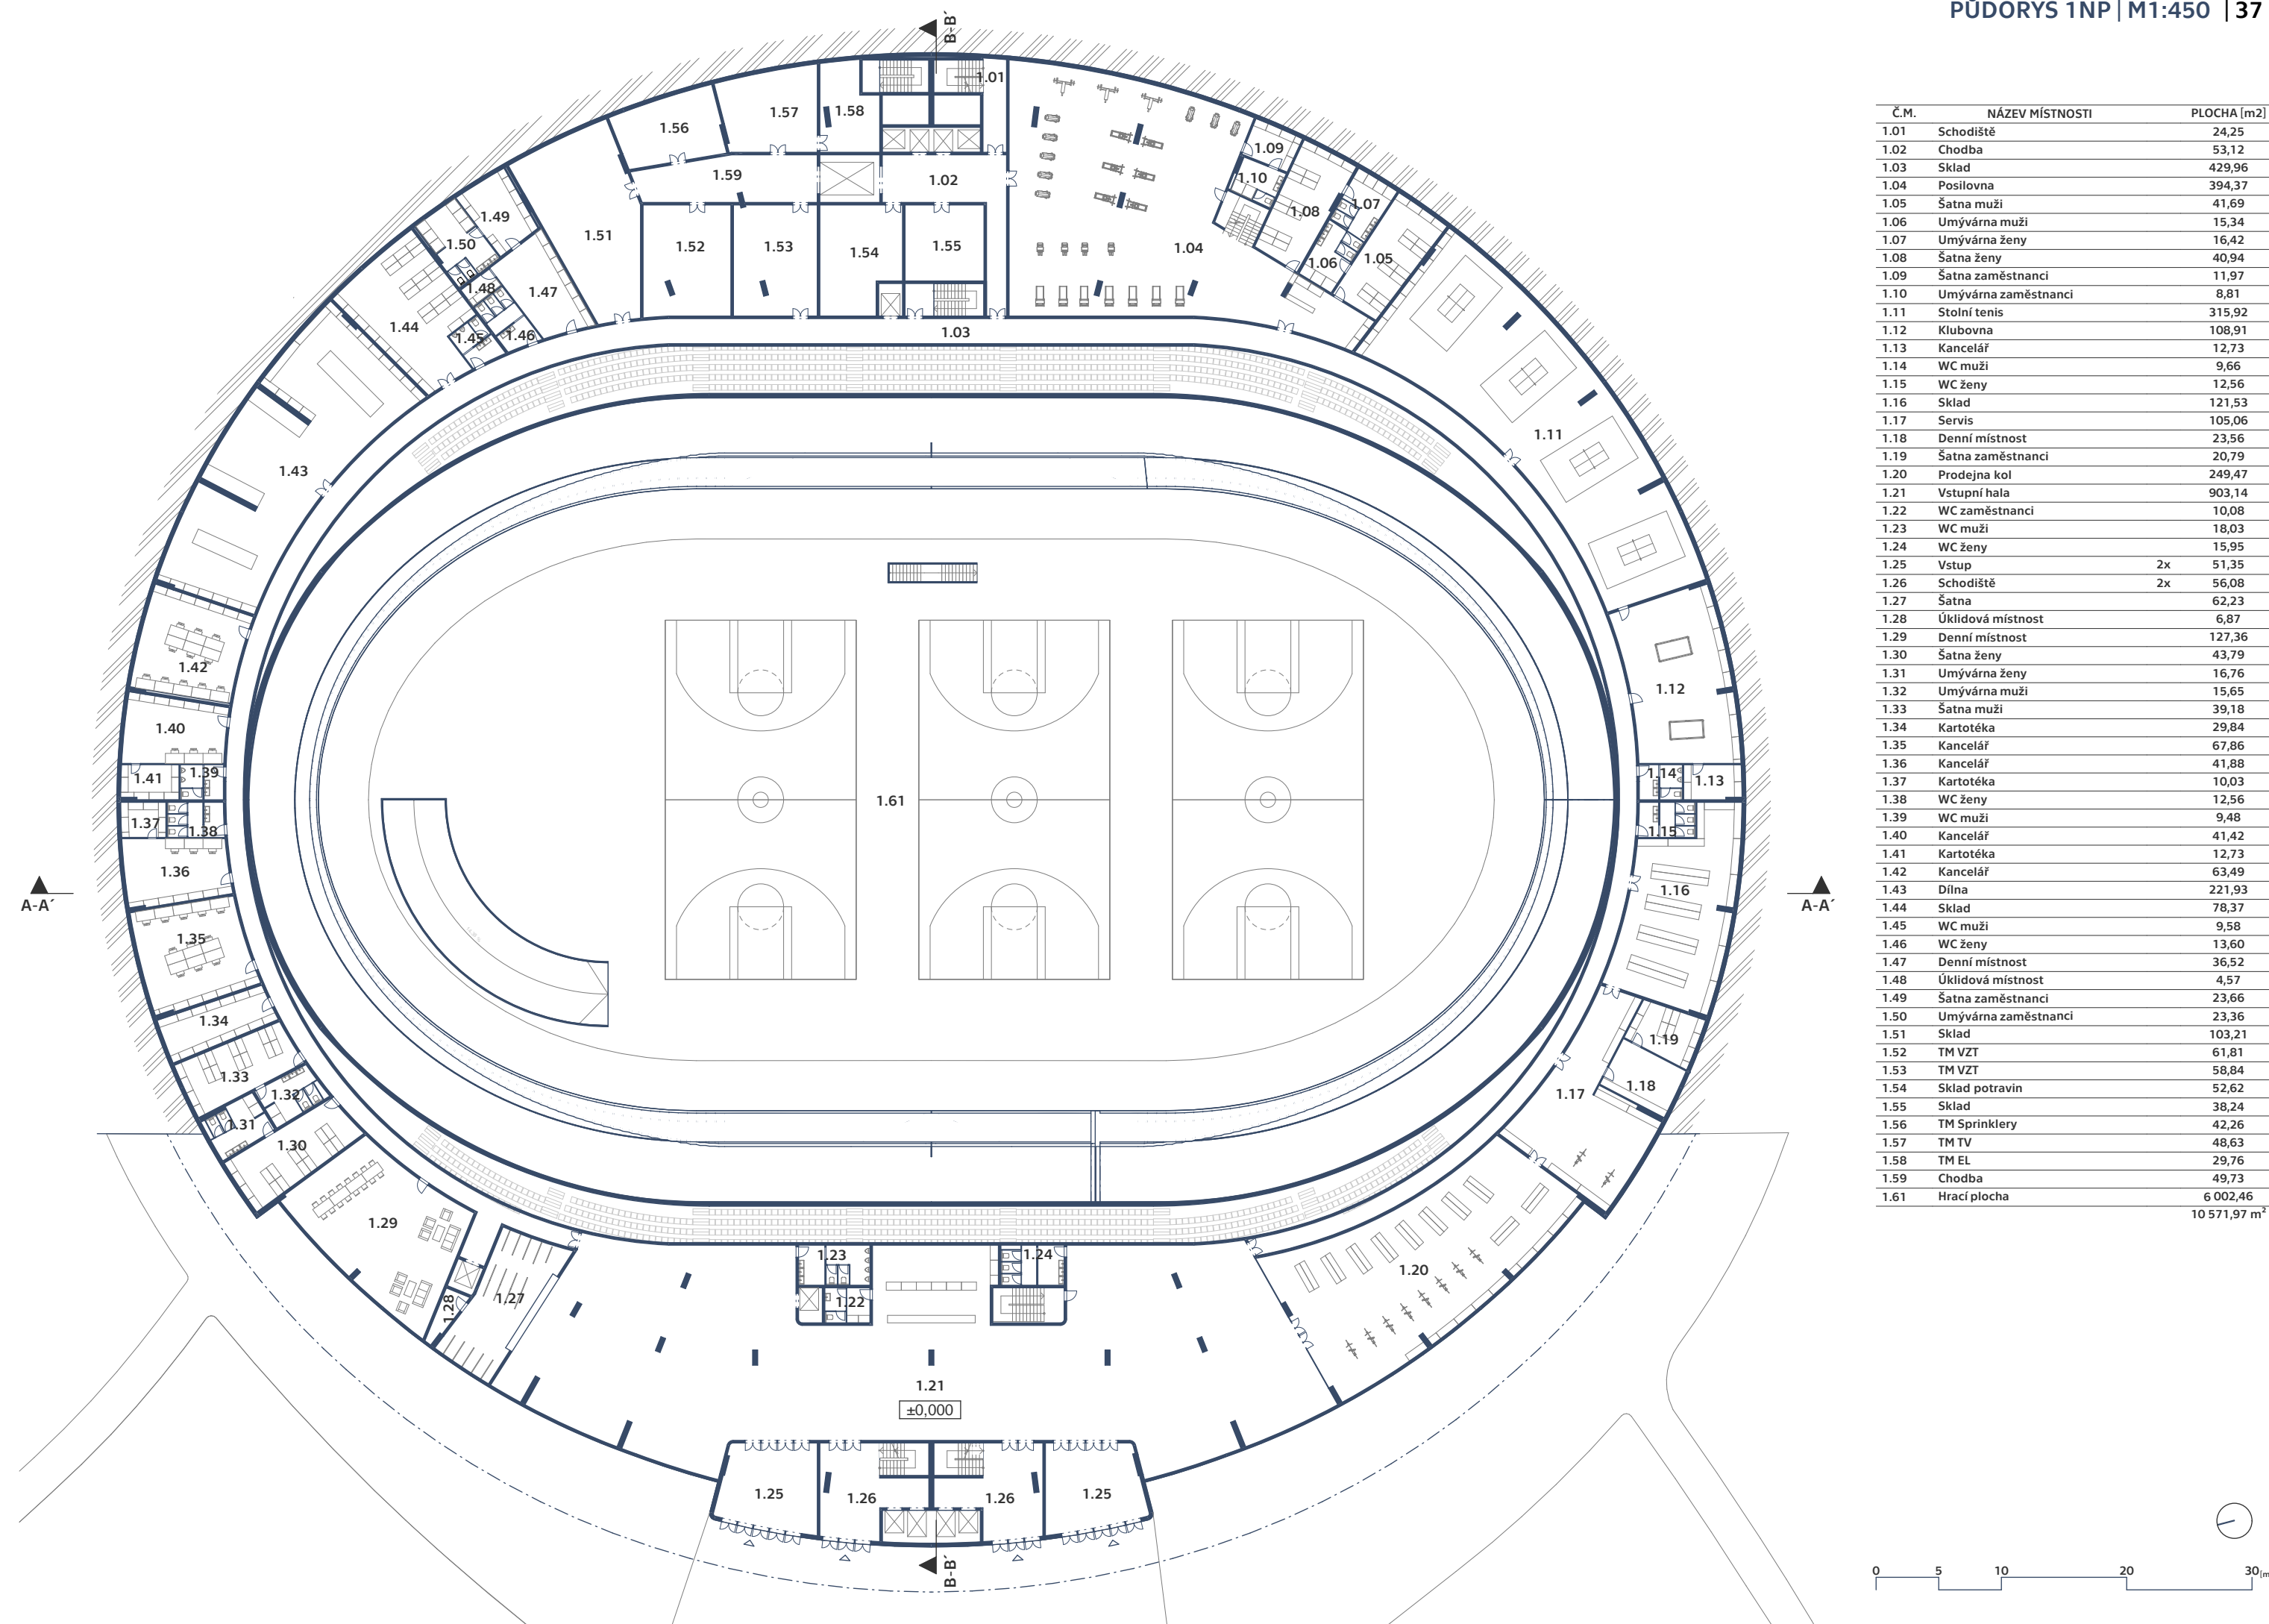 PŮDORYS 1NP | M1:450 | 37
Č.M. NÁZEV MÍSTNOSTI PLOCHA [m2]
1.01 Schodiště 24,25
1.02 Chodba 53,12
1.03 Sklad 429,96
1.04 Posilovna 394,37
1.05 Šatna muži 41,69
1.06 Umývárna muži 15,34
1.07 Umývárna ženy 16,42
1.08 Šatna ženy 40,94
1.09 Šatna zaměstnanci 11,97
1.10 Umývárna zaměstnanci 8,81
1.11 Stolní tenis 315,92
1.12 Klubovna 108,91
1.13 Kancelář 12,73
1.14 WC muži 9,66
1.15 WC ženy 12,56
1.16 Sklad 121,53
1.17 Servis 105,06
1.18 Denní místnost 23,56
1.19 Šatna zaměstnanci 20,79
1.20 Prodejna kol 249,47
1.21 Vstupní hala 903,14
1.22 WC zaměstnanci 10,08
1.23 WC muži 18,03
1.24 WC ženy 15,95
1.25 Vstup 2x 51,35
1.26 Schodiště 2x 56,08
1.27 Šatna 62,23
1.28 Úklidová místnost 6,87
1.29 Denní místnost 127,36
1.30 Šatna ženy 43,79
1.31 Umývárna ženy 16,76
1.32 Umývárna muži 15,65
1.33 Šatna muži 39,18
1.34 Kartotéka 29,84
1.35 Kancelář 67,86
1.36 Kancelář 41,88
1.37 Kartotéka 10,03
1.38 WC ženy 12,56
1.39 WC muži 9,48
1.40 Kancelář 41,42
1.41 Kartotéka 12,73
1.42 Kancelář 63,49
1.43 Dílna 221,93
1.44 Sklad 78,37
1.45 WC muži 9,58
1.46 WC ženy 13,60
1.47 Denní místnost 36,52
1.48 Úklidová místnost 4,57
1.49 Šatna zaměstnanci 23,66
1.50 Umývárna zaměstnanci 23,36
1.51 Sklad 103,21
1.52 TM VZT 61,81
1.53 TM VZT 58,84
1.54 Sklad potravin 52,62
1.55 Sklad 38,24
1.56 TM Sprinklery 42,26
1.57 TM TV 48,63
1.58 TM EL 29,76
1.59 Chodba 49,73
1.61 Hrací plocha 6 002,46
10 571,97 m²
B-B´
1.01
1.57
1.58
1.56
1.09
1.59
1.02
1.10
1.49
1.08
1.07
1.51
1.52
1.53
1.54
1.55
1.04
1.50
1.05
1.06
1.48
1.47
1.44
1.45
1.46
1.03
1.11
1.43
1.42
1.12
1.40
1.41
1.39
1.14
1.13
1.61
1.37
1.38
1.15
1.36
1.16
A-A´
A-A´
1.35
1.34
1.19
1.33
1.18
1.32
1.17
1.31
1.30
1.29
1.23
1.24
1.20
1.28
1.27
1.22
1.21
±0,000
1.25
1.26
1.26
1.25
B-B´
0 5 10 20 30